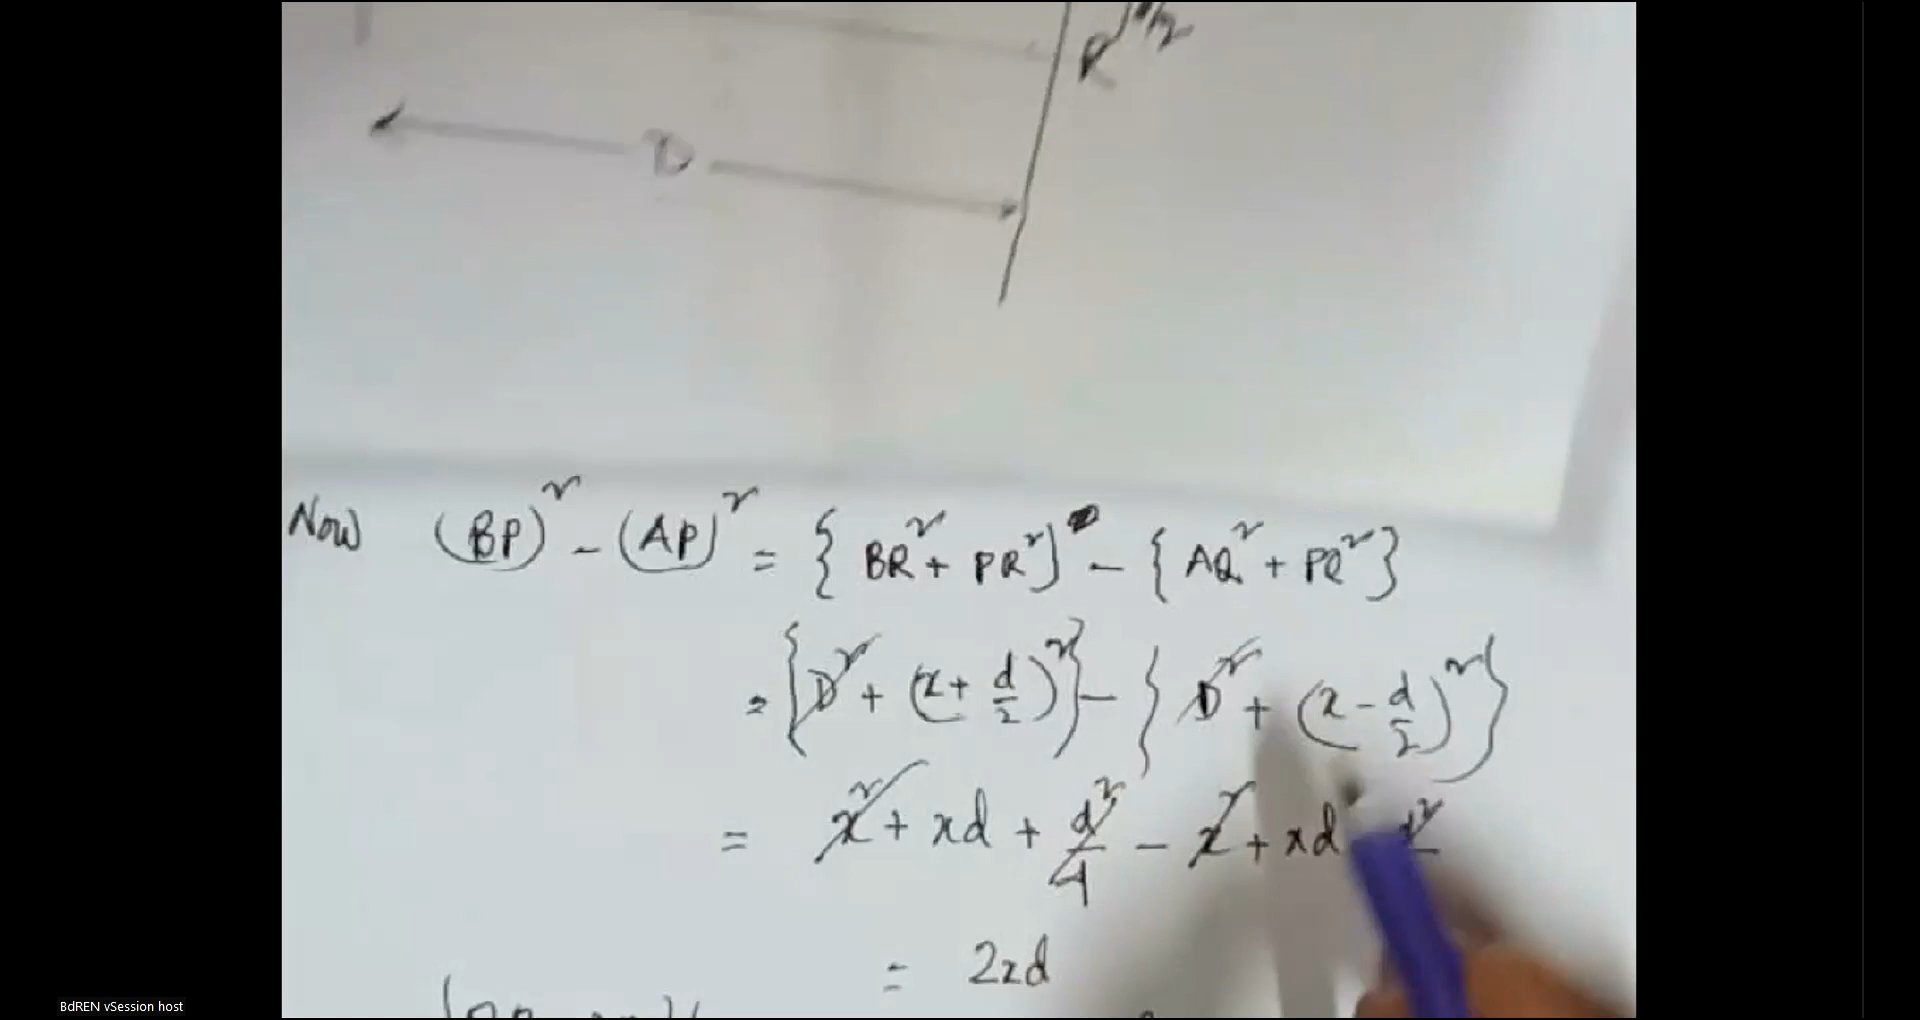 R
D
Now (BP)² - (AP)² = { BR² + PR² } - { AQ² + PQ² }
= { D² + (x + d/2)² } - { D² + (x - d/2)² }
= x² + xd + d²/4 - x² + xd
= 2xd
BdREN vSession host